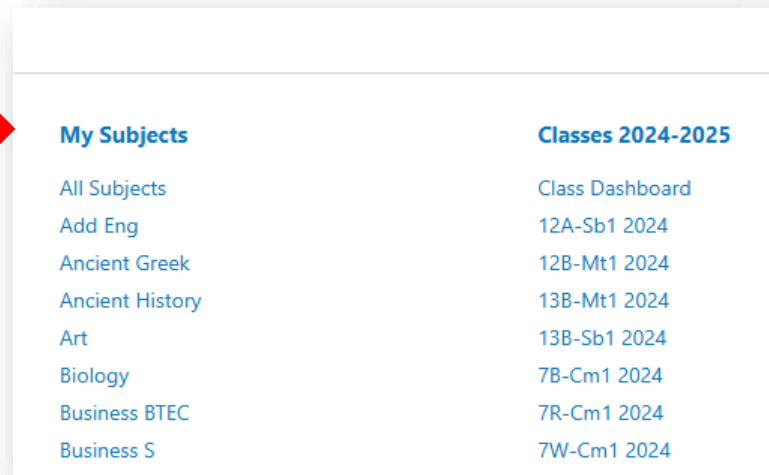 My Subjects
All Subjects
Add Eng
Ancient Greek
Ancient History
Art
Biology
Business BTEC
Business S
Classes 2024-2025
Class Dashboard
12A-Sb1 2024
12B-Mt1 2024
13B-Mt1 2024
13B-Sb1 2024
7B-Cm1 2024
7R-Cm1 2024
7W-Cm1 2024